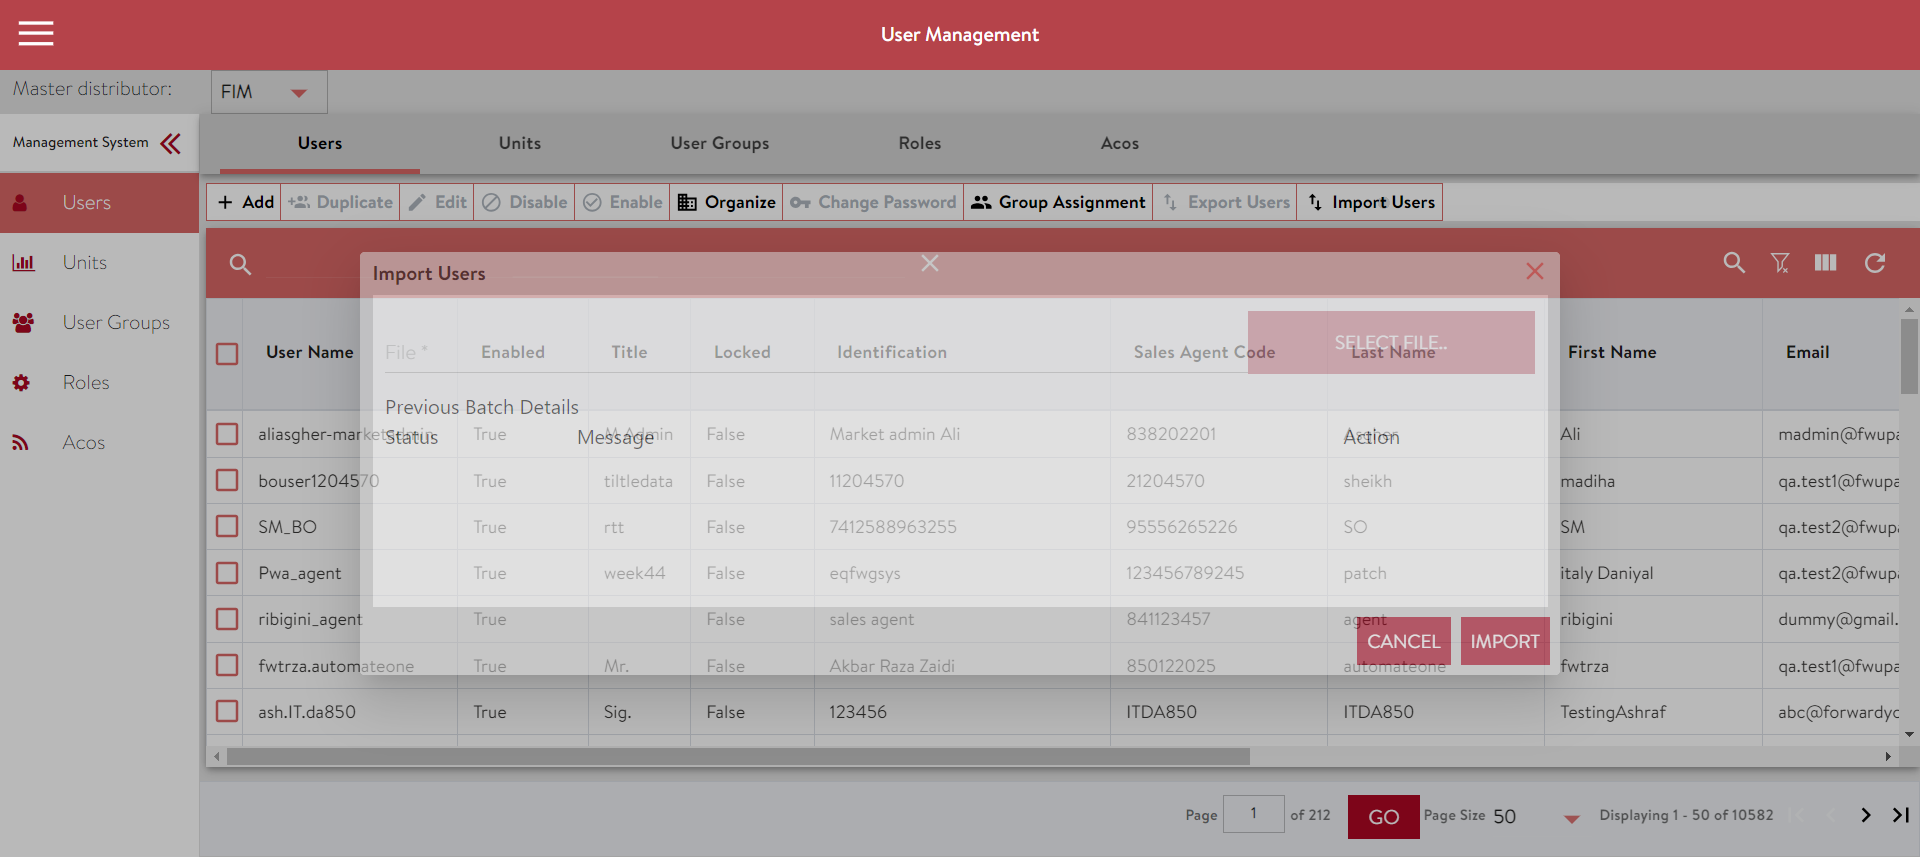 User Management
Master distributor: FIM
Management System
Users Units User Groups Roles Acos
Users
Units
User Groups
Roles
Acos
Add Duplicate Edit Disable Enable Organize Change Password Group Assignment Export Users Import Users
Import Users
File * SELECT FILE..
Previous Batch Details
Status Message Action
CANCEL IMPORT
User Name Enabled Title Locked Identification Sales Agent Code Last Name First Name Email
aliasgher-marketadmin True M Admin False Market admin Ali 838202201 Ali madmin@fwupa
bouser1204570 True tiltledata False 11204570 21204570 sheikh madiha qa.test1@fwupa
SM_BO True rtt False 7412588963255 95556265226 SO SM qa.test2@fwupa
Pwa_agent True week44 False eqfwgsys 123456789245 patch italy Daniyal qa.test2@fwupa
ribigini_agent True False sales agent 841123457 agent ribigini dummy@gmail.
fwtrza.automateone True Mr. False Akbar Raza Zaidi 850122025 automateone fwtrza qa.test1@fwupa
ash.IT.da850 True Sig. False 123456 ITDA850 ITDA850 TestingAshraf abc@forwardyo
Page 1 of 212 GO Page Size 50 Displaying 1 - 50 of 10582